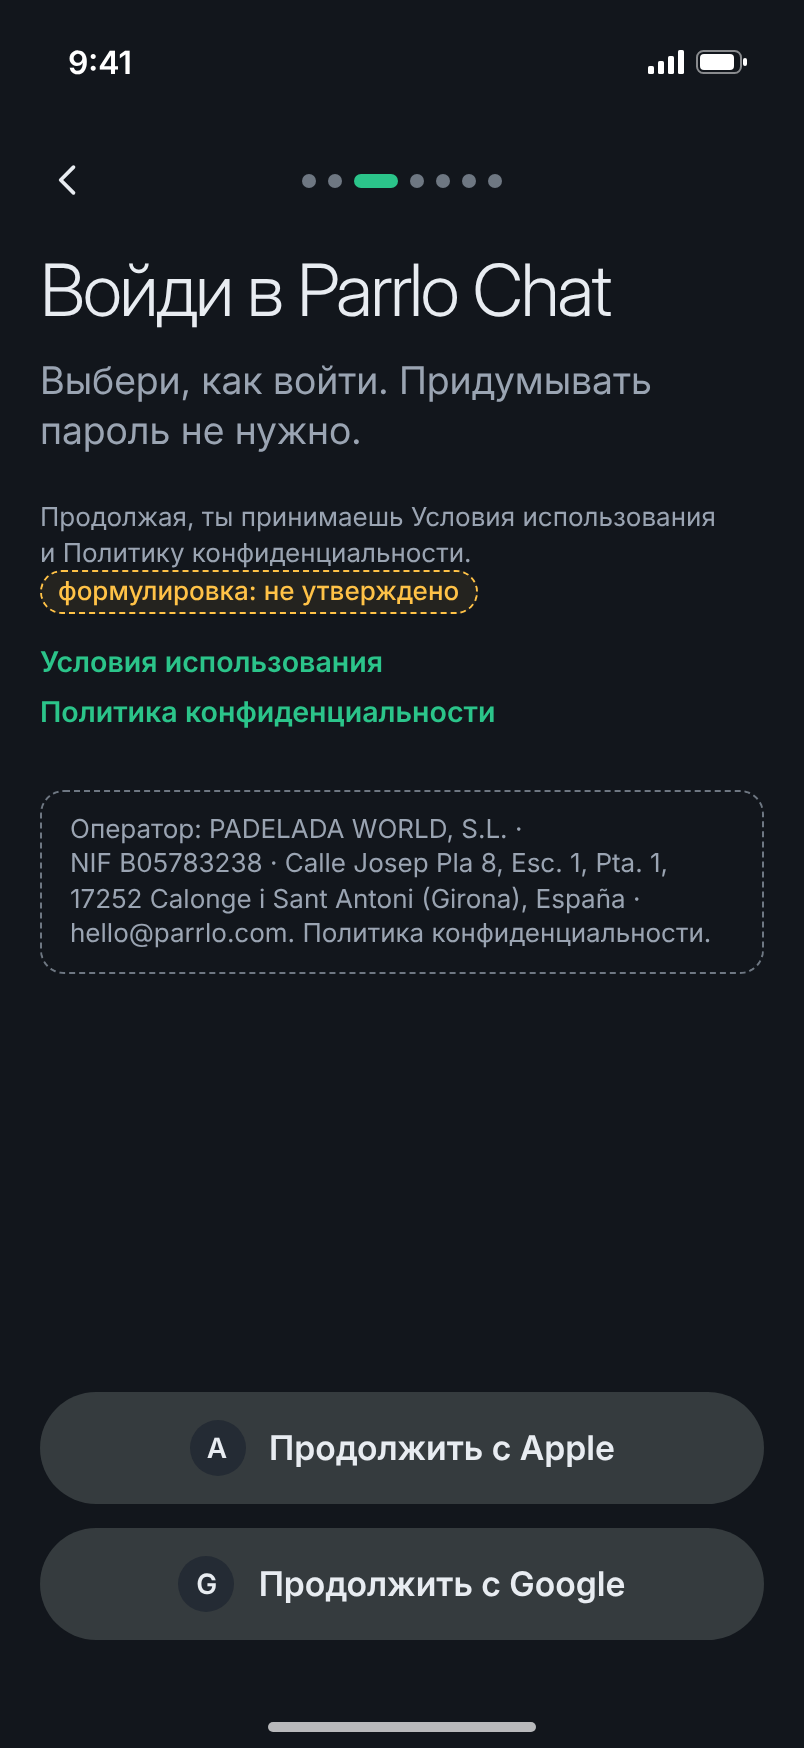 9:41
Войди в Parrlo Chat
Выбери, как войти. Придумывать
пароль не нужно.
Продолжая, ты принимаешь Условия использования
и Политику конфиденциальности.
формулировка: не утверждено
Условия использования
Политика конфиденциальности
Оператор: PADELADA WORLD, S.L. ·
NIF B05783238 · Calle Josep Pla 8, Esc. 1, Pta. 1,
17252 Calonge i Sant Antoni (Girona), España ·
hello@parrlo.com. Политика конфиденциальности.
A Продолжить с Apple
G Продолжить с Google